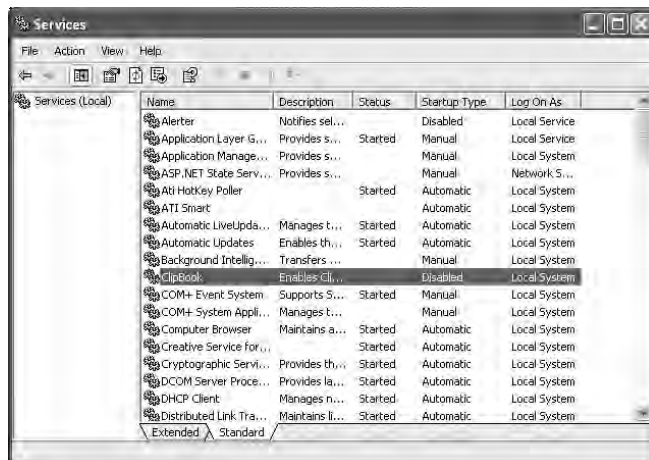 Services
File Action View Help
Services (Local)
Name Description Status Startup Type Log On As
Alerter Notifies sel... Disabled Local Service
Application Layer G... Provides s... Started Manual Local Service
Application Manage... Provides s... Manual Local System
ASP.NET State Serv... Provides s... Manual Network S...
Ati HotKey Poller Started Automatic Local System
ATI Smart Automatic Local System
Automatic LiveUpda... Manages t... Started Automatic Local System
Automatic Updates Enables th... Started Automatic Local System
Background Intellig... Transfers ... Manual Local System
ClipBook Enables Cli... Disabled Local System
COM+ Event System Supports S... Started Manual Local System
COM+ System Appli... Manages t... Manual Local System
Computer Browser Maintains a... Started Automatic Local System
Creative Service for... Started Automatic Local System
Cryptographic Servi... Provides th... Started Automatic Local System
DCOM Server Proce... Provides la... Started Automatic Local System
DHCP Client Manages n... Started Automatic Local System
Distributed Link Tra... Maintains li... Started Automatic Local System
Extended Standard